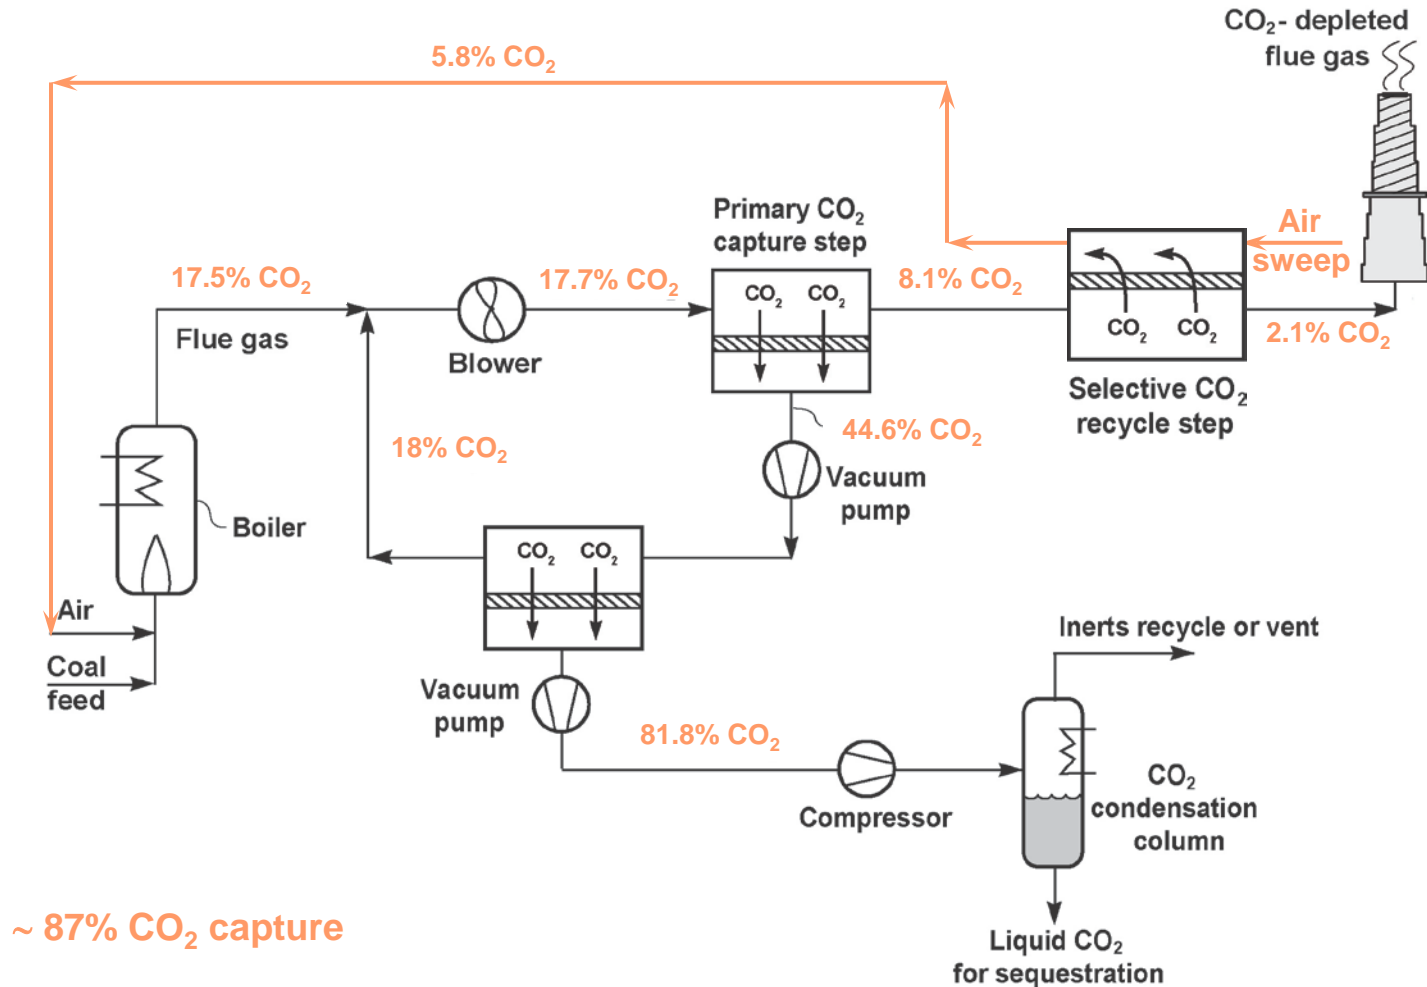 CO₂- depleted
flue gas
5.8% CO₂
Primary CO₂
capture step
Air
sweep
17.5% CO₂
17.7% CO₂
8.1% CO₂
CO₂ CO₂
Flue gas
Blower
CO₂ CO₂
2.1% CO₂
Selective CO₂
recycle step
44.6% CO₂
18% CO₂
Vacuum
pump
Boiler
CO₂ CO₂
Air
Coal
feed
Inerts recycle or vent
Vacuum
pump
81.8% CO₂
CO₂
condensation
column
Compressor
~ 87% CO₂ capture
Liquid CO₂
for sequestration